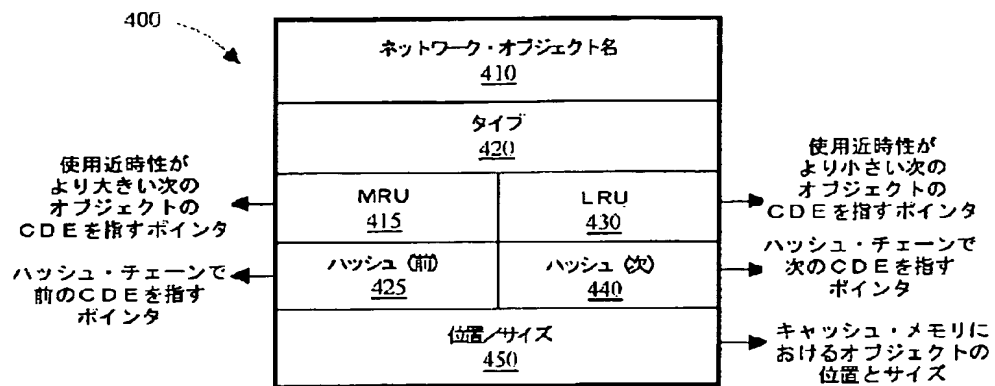 400
ネットワーク・オブジェクト名
410
タイプ
420
使用近時性が
より大きい次の
オブジェクトの
CDEを指すポインタ
MRU
415
LRU
430
使用近時性が
より小さい次の
オブジェクトの
CDEを指すポインタ
ハッシュ・チェーンで
前のCDEを指す
ポインタ
ハッシュ(前)
425
ハッシュ(次)
440
ハッシュ・チェーンで
次のCDEを指す
ポインタ
位置/サイズ
450
キャッシュ・メモリに
おけるオブジェクトの
位置とサイズ